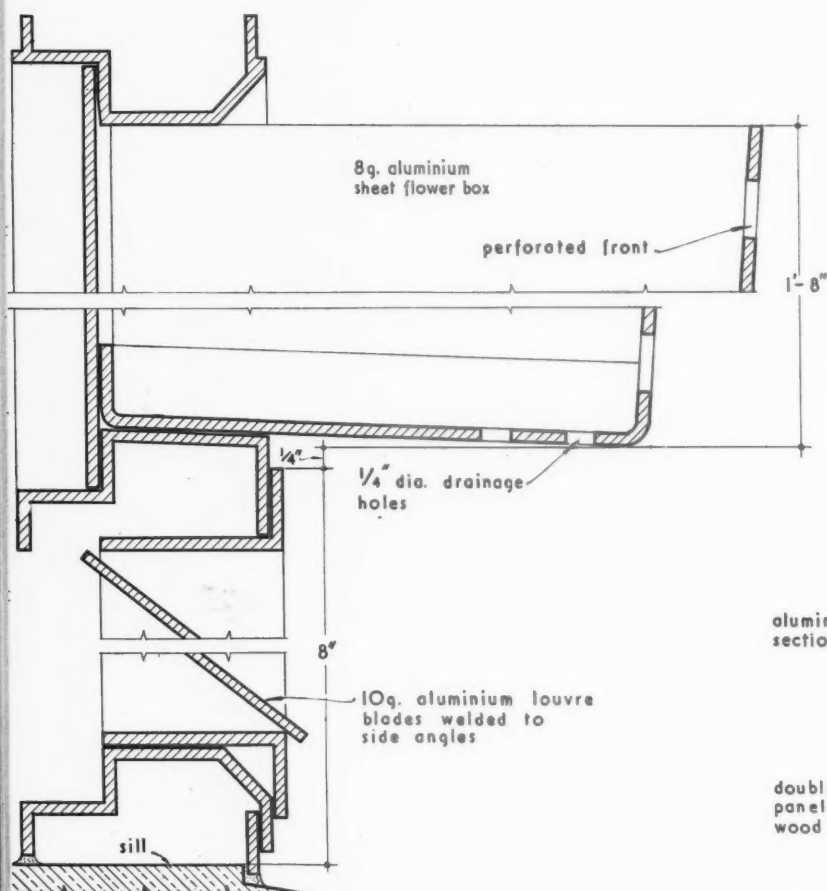 8g. aluminium
sheet flower box
perforated front
1'-8"
1/4"
1/4" dia. drainage
holes
8"
10g. aluminium louvre
blades welded to
side angles
sill